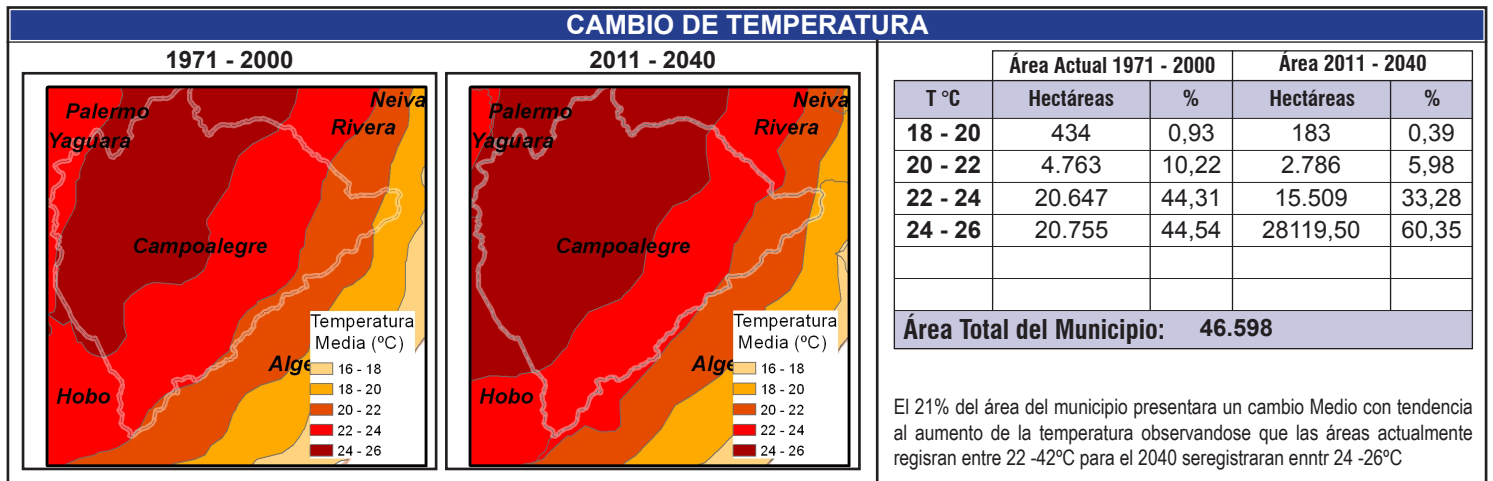 CAMBIO DE TEMPERATURA
1971 - 2000
Palermo
Neiva
Rivera
Yaguara
Campoalegre
Alge
Hobo
Temperatura
Media (ºC)
16 - 18
18 - 20
20 - 22
22 - 24
24 - 26
2011 - 2040
Palermo
Neiva
Rivera
Yaguara
Campoalegre
Alge
Hobo
Temperatura
Media (ºC)
16 - 18
18 - 20
20 - 22
22 - 24
24 - 26
Área Actual 1971 - 2000 Área 2011 - 2040
T °C Hectáreas % Hectáreas %
18 - 20 434 0,93 183 0,39
20 - 22 4.763 10,22 2.786 5,98
22 - 24 20.647 44,31 15.509 33,28
24 - 26 20.755 44,54 28119,50 60,35
Área Total del Municipio: 46.598
El 21% del área del municipio presentara un cambio Medio con tendencia
al aumento de la temperatura observandose que las áreas actualmente
regisran entre 22 -42ºC para el 2040 seregistraran enntr 24 -26ºC